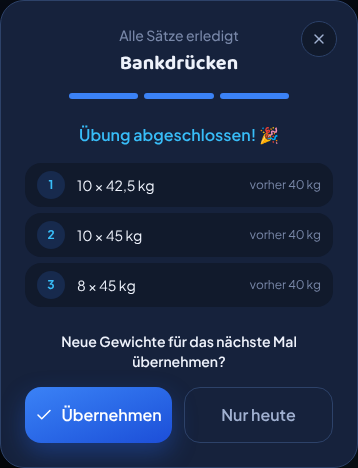 Alle Sätze erledigt
Bankdrücken
Übung abgeschlossen! 🎉
1 10 × 42,5 kg vorher 40 kg
2 10 × 45 kg vorher 40 kg
3 8 × 45 kg vorher 40 kg
Neue Gewichte für das nächste Mal
übernehmen?
Übernehmen Nur heute